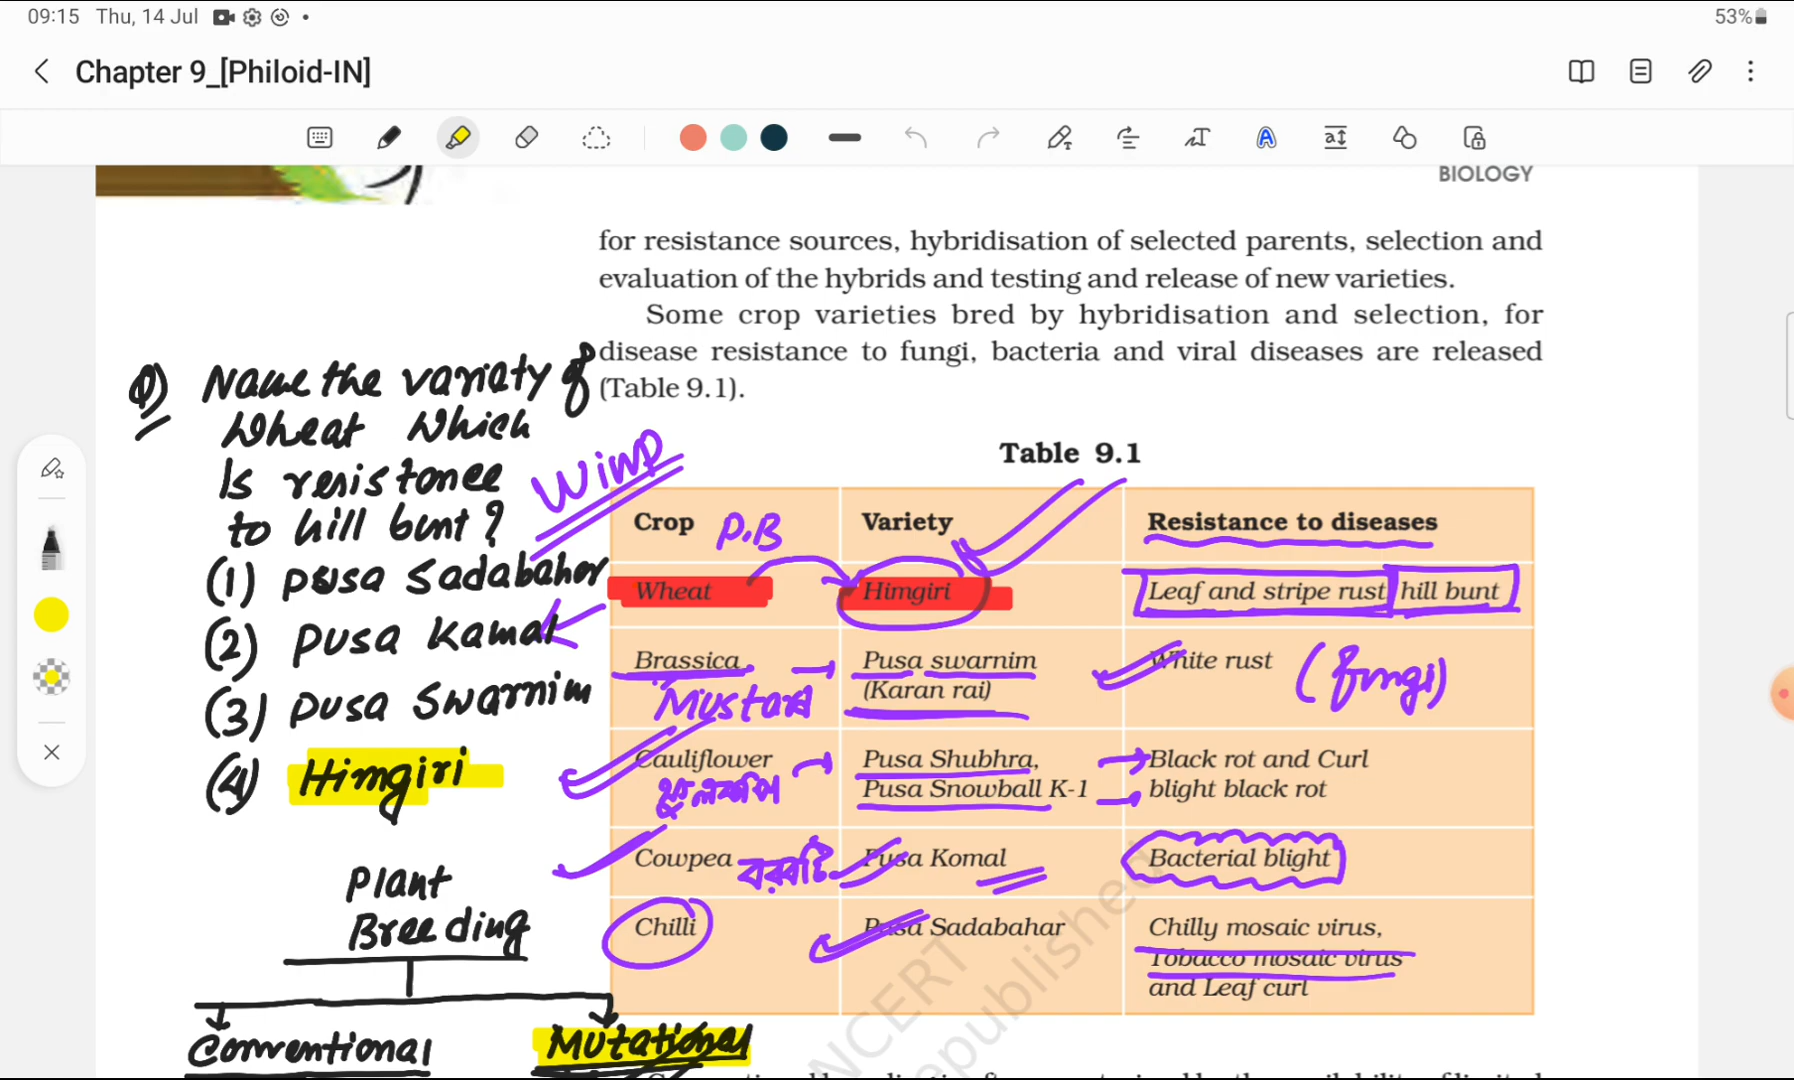 09:15 Thu, 14 Jul
53%
Chapter 9_[Philoid-IN]
BIOLOGY
for resistance sources, hybridisation of selected parents, selection and
evaluation of the hybrids and testing and release of new varieties.
Some crop varieties bred by hybridisation and selection, for
disease resistance to fungi, bacteria and viral diseases are released
(Table 9.1).
Q) Name the variaty of
Wheat Which
Is resistonee
to hill bunt?
(1) Pusa Sadabahar
(2) Pusa Kamal
(3) Pusa Swarnim
(4) Himgiri
Plant
Breeding
Conventional
Mutational
WiMP
Table 9.1
Crop P.B Variety Resistance to diseases
Wheat Himgiri Leaf and stripe rust, hill bunt
Brassica Pusa swarnim White rust (fungi)
Mustard (Karan rai)
Cauliflower Pusa Shubhra, Black rot and Curl
ফুলকপি Pusa Snowball K-1 blight black rot
Cowpea বরবটি Pusa Komal Bacterial blight
Chilli Pusa Sadabahar Chilly mosaic virus,
Tobacco mosaic virus
and Leaf curl
NCERT
republished